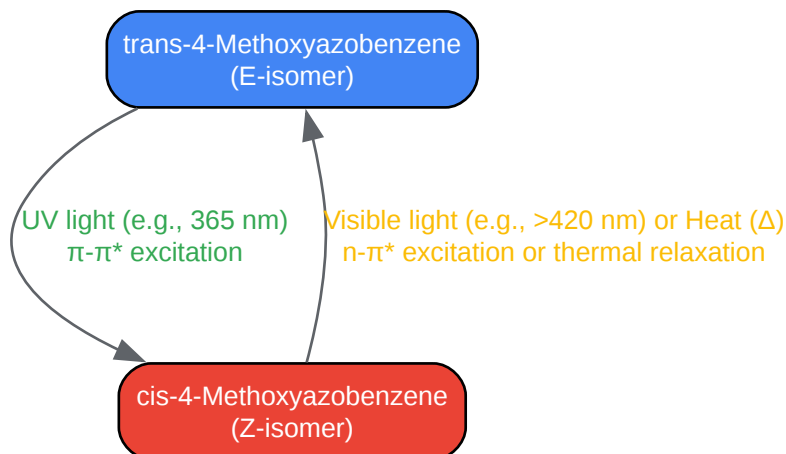 trans-4-Methoxyazobenzene
(E-isomer)
UV light (e.g., 365 nm)
π-π* excitation
Visible light (e.g., >420 nm) or Heat (Δ)
n-π* excitation or thermal relaxation
cis-4-Methoxyazobenzene
(Z-isomer)